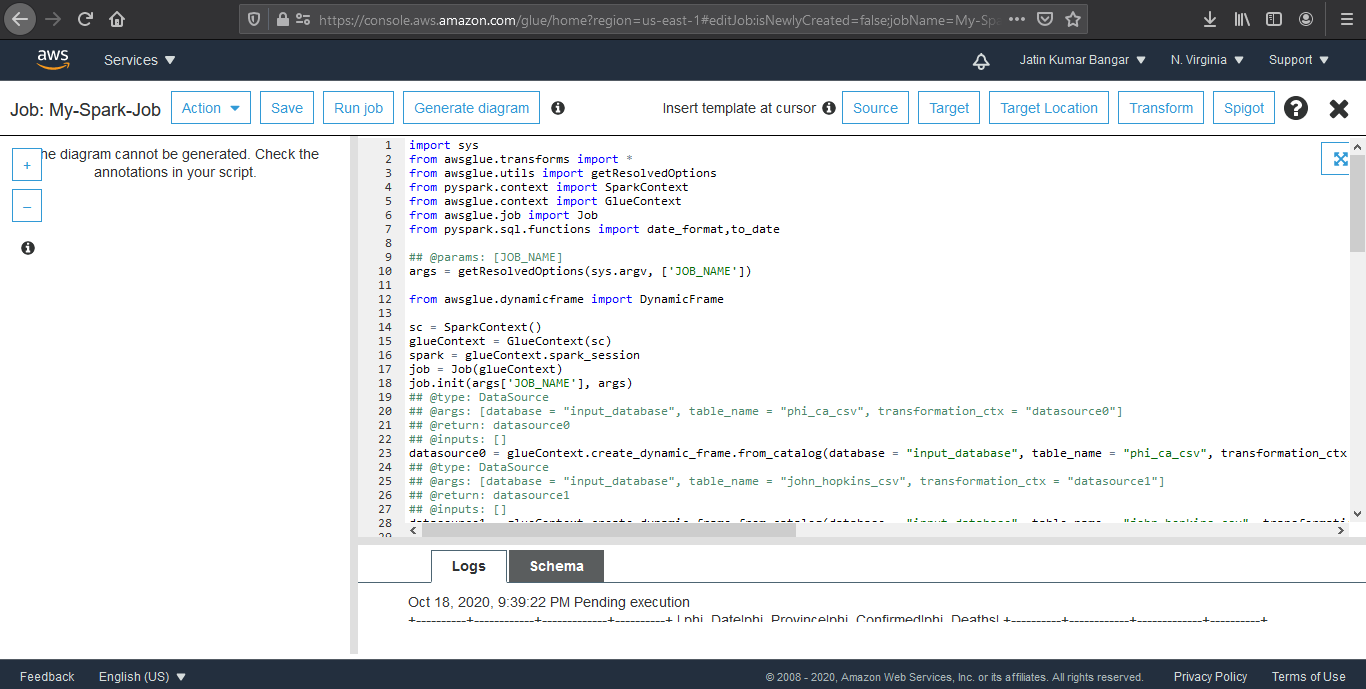 https://console.aws.amazon.com/glue/home?region=us-east-1#editJob:isNewlyCreated=false;jobName=My-Spa
aws
Services
Jatin Kumar Bangar
N. Virginia
Support
Job: My-Spark-Job
Action
Save
Run job
Generate diagram
Insert template at cursor
Source
Target
Target Location
Transform
Spigot
?
+
he diagram cannot be generated. Check the
annotations in your script.
–
1 import sys
2 from awsglue.transforms import *
3 from awsglue.utils import getResolvedOptions
4 from pyspark.context import SparkContext
5 from awsglue.context import GlueContext
6 from awsglue.job import Job
7 from pyspark.sql.functions import date_format,to_date
8
9 ## @params: [JOB_NAME]
10 args = getResolvedOptions(sys.argv, ['JOB_NAME'])
11
12 from awsglue.dynamicframe import DynamicFrame
13
14 sc = SparkContext()
15 glueContext = GlueContext(sc)
16 spark = glueContext.spark_session
17 job = Job(glueContext)
18 job.init(args['JOB_NAME'], args)
19 ## @type: DataSource
20 ## @args: [database = "input_database", table_name = "phi_ca_csv", transformation_ctx = "datasource0"]
21 ## @return: datasource0
22 ## @inputs: []
23 datasource0 = glueContext.create_dynamic_frame.from_catalog(database = "input_database", table_name = "phi_ca_csv", transformation_ctx
24 ## @type: DataSource
25 ## @args: [database = "input_database", table_name = "john_hopkins_csv", transformation_ctx = "datasource1"]
26 ## @return: datasource1
27 ## @inputs: []
28 datasource1 = glueContext.create_dynamic_frame.from_catalog(database = "input_database", table_name = "john_hopkins_csv", transformati
29
Logs
Schema
Oct 18, 2020, 9:39:22 PM Pending execution
+----------+------------+-------------+----------+ | phi_Date|phi_Province|phi_Confirmed|phi_Deaths| +----------+------------+-------------+----------+
Feedback
English (US)
© 2008 - 2020, Amazon Web Services, Inc. or its affiliates. All rights reserved.
Privacy Policy
Terms of Use